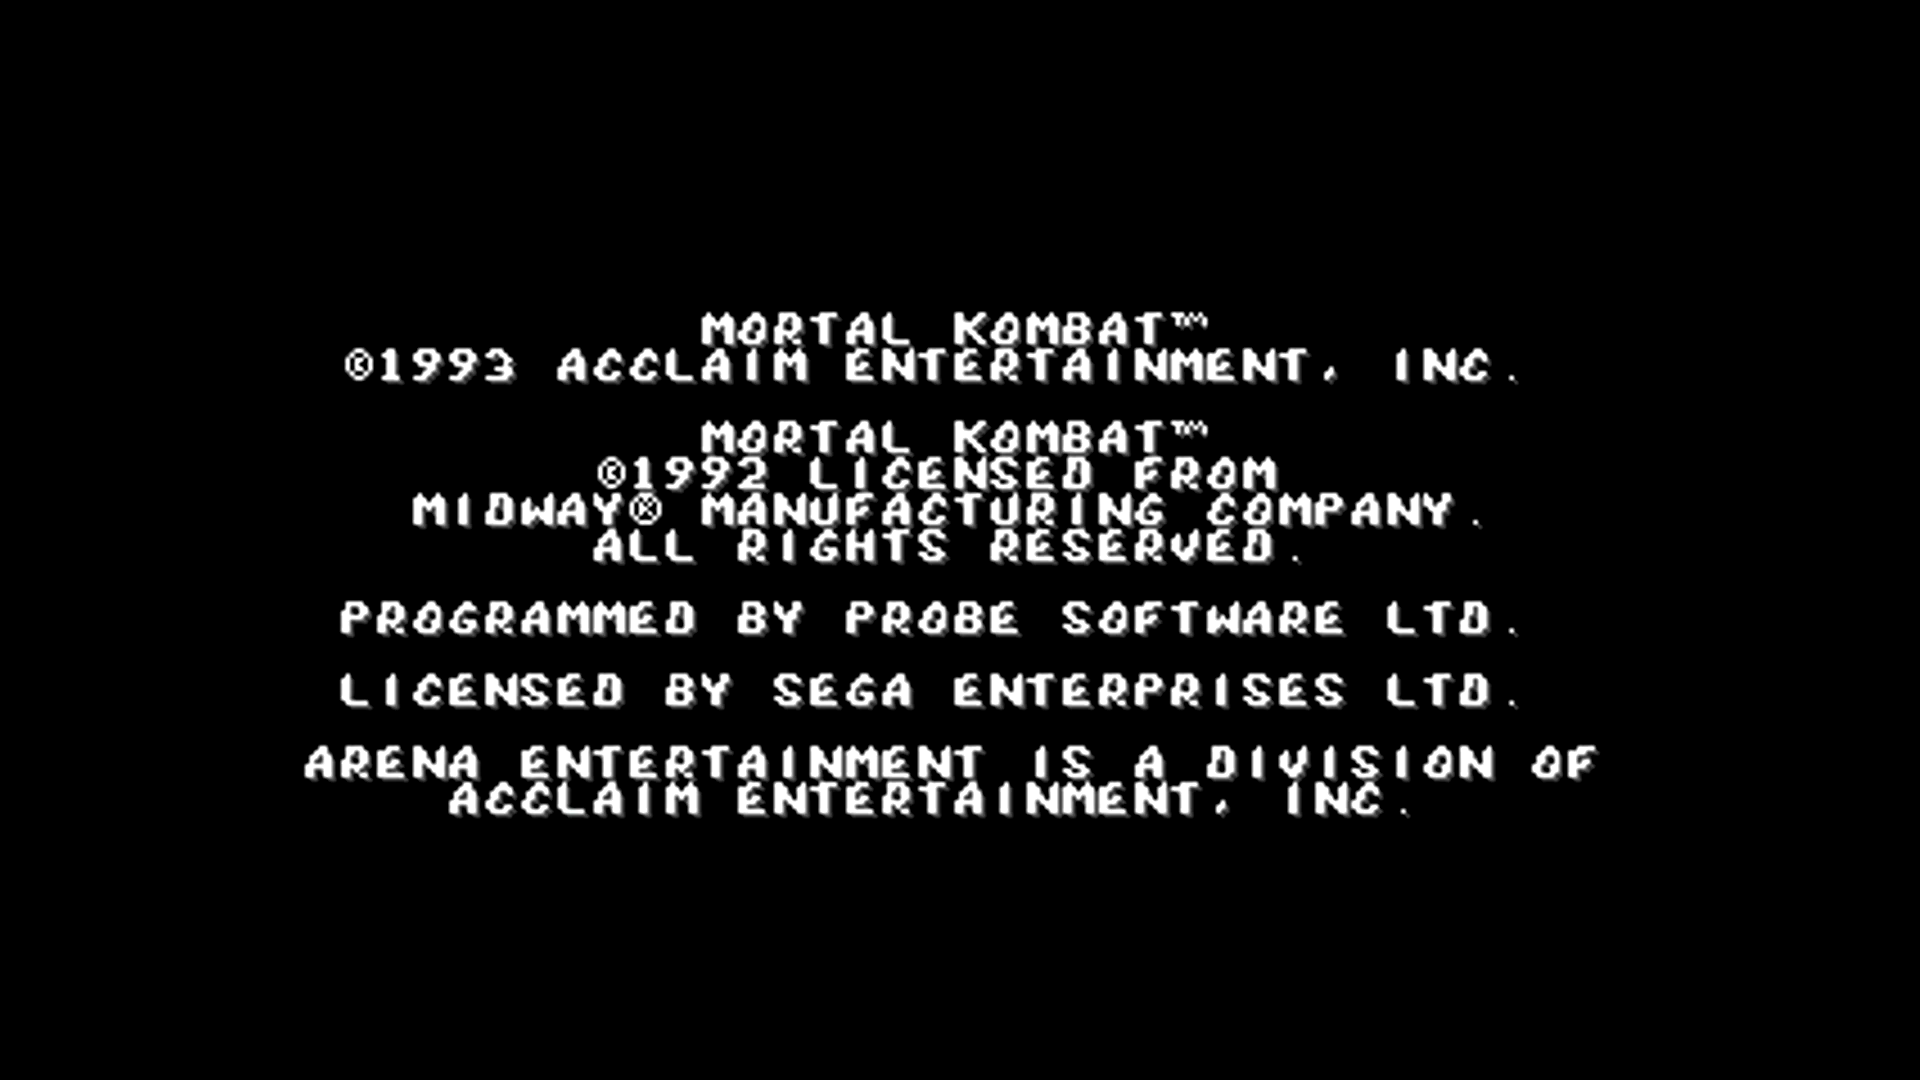 MORTAL KOMBAT™
©1993 ACCLAIM ENTERTAINMENT, INC.
MORTAL KOMBAT™
©1992 LICENSED FROM
MIDWAY® MANUFACTURING COMPANY.
ALL RIGHTS RESERVED.
PROGRAMMED BY PROBE SOFTWARE LTD.
LICENSED BY SEGA ENTERPRISES LTD.
ARENA ENTERTAINMENT IS A DIVISION OF
ACCLAIM ENTERTAINMENT, INC.